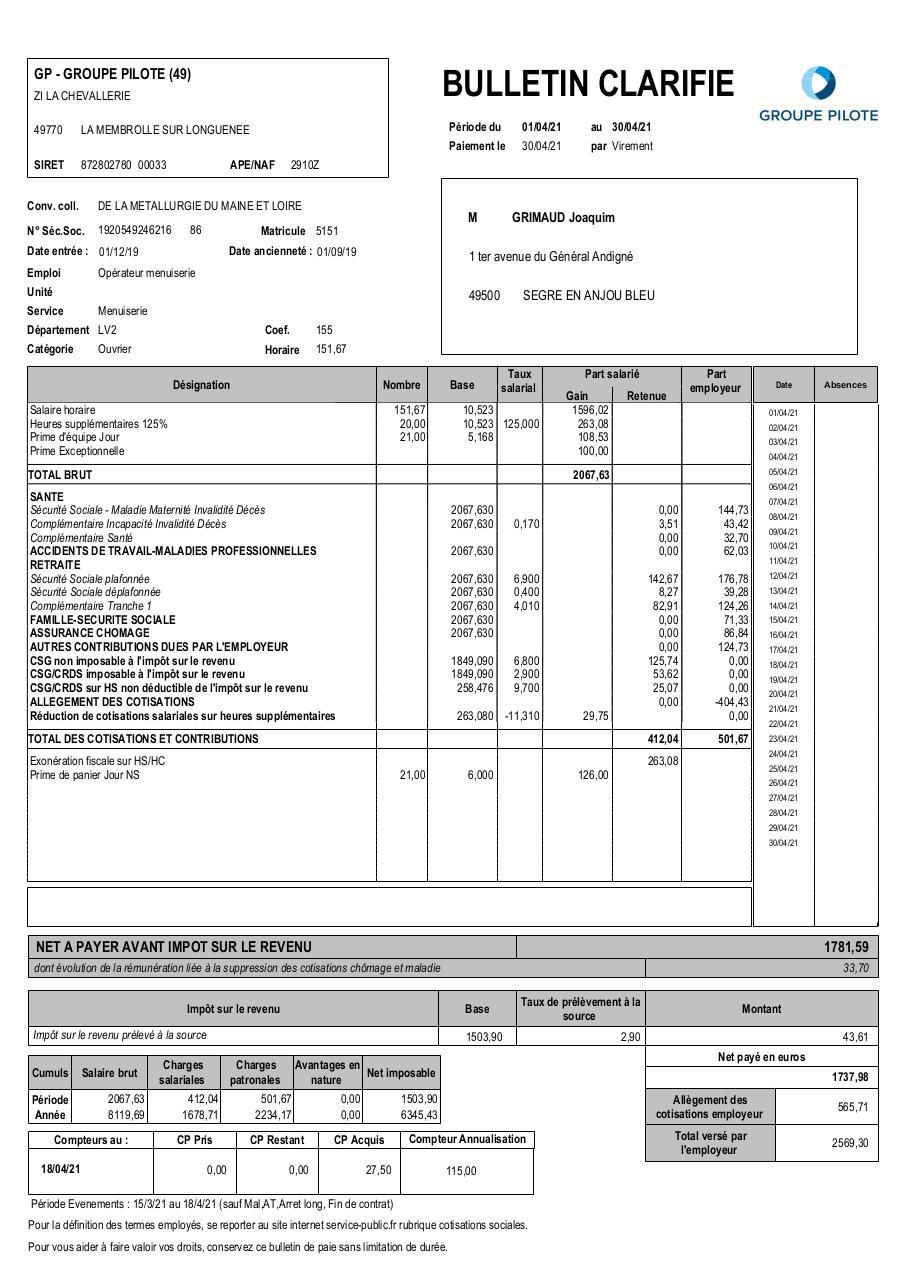 GP - GROUPE PILOTE (49)
ZI LA CHEVALLERIE
49770 LA MEMBROLLE SUR LONGUENEE
SIRET 872802780 00033 APE/NAF 2910Z
BULLETIN CLARIFIE
GROUPE PILOTE
Période du 01/04/21 au 30/04/21
Paiement le 30/04/21 par Virement
Conv. coll. DE LA METALLURGIE DU MAINE ET LOIRE
N° Séc.Soc. 1920549246216 86 Matricule 5151
Date entrée : 01/12/19 Date ancienneté : 01/09/19
Emploi Opérateur menuiserie
Unité
Service Menuiserie
Département LV2 Coef. 155
Catégorie Ouvrier Horaire 151,67
M GRIMAUD Joaquim
1 ter avenue du Général Andigné
49500 SEGRE EN ANJOU BLEU
Désignation Nombre Base Taux salarial Part salarié Gain Retenue Part employeur
Salaire horaire 151,67 10,523 1596,02
Heures supplémentaires 125% 20,00 10,523 125,000 263,08
Prime d'équipe Jour 21,00 5,168 108,53
Prime Exceptionnelle 100,00
TOTAL BRUT 2067,63
SANTE
Sécurité Sociale - Maladie Maternité Invalidité Décès 2067,630 0,00 144,73
Complémentaire Incapacité Invalidité Décès 2067,630 0,170 3,51 43,42
Complémentaire Santé 0,00 32,70
ACCIDENTS DE TRAVAIL-MALADIES PROFESSIONNELLES 2067,630 0,00 62,03
RETRAITE
Sécurité Sociale plafonnée 2067,630 6,900 142,67 176,78
Sécurité Sociale déplafonnée 2067,630 0,400 8,27 39,28
Complémentaire Tranche 1 2067,630 4,010 82,91 124,26
FAMILLE-SECURITE SOCIALE 2067,630 0,00 71,33
ASSURANCE CHOMAGE 2067,630 0,00 86,84
AUTRES CONTRIBUTIONS DUES PAR L'EMPLOYEUR 0,00 124,73
CSG non imposable à l'impôt sur le revenu 1849,090 6,800 125,74 0,00
CSG/CRDS imposable à l'impôt sur le revenu 1849,090 2,900 53,62 0,00
CSG/CRDS sur HS non déductible de l'impôt sur le revenu 258,476 9,700 25,07 0,00
ALLEGEMENT DES COTISATIONS 0,00 -404,43
Réduction de cotisations salariales sur heures supplémentaires 263,080 -11,310 29,75 0,00
TOTAL DES COTISATIONS ET CONTRIBUTIONS 412,04 501,67
Exonération fiscale sur HS/HC 263,08
Prime de panier Jour NS 21,00 6,000 126,00
Date Absences
01/04/21
02/04/21
03/04/21
04/04/21
05/04/21
06/04/21
07/04/21
08/04/21
09/04/21
10/04/21
11/04/21
12/04/21
13/04/21
14/04/21
15/04/21
16/04/21
17/04/21
18/04/21
19/04/21
20/04/21
21/04/21
22/04/21
23/04/21
24/04/21
25/04/21
26/04/21
27/04/21
28/04/21
29/04/21
30/04/21
NET A PAYER AVANT IMPOT SUR LE REVENU 1781,59
dont évolution de la rémunération liée à la suppression des cotisations chômage et maladie 33,70
Impôt sur le revenu Base Taux de prélèvement à la source Montant
Impôt sur le revenu prélevé à la source 1503,90 2,90 43,61
Net payé en euros
1737,98
Allègement des cotisations employeur 565,71
Total versé par l'employeur 2569,30
Cumuls Salaire brut Charges salariales Charges patronales Avantages en nature Net imposable
Période 2067,63 412,04 501,67 0,00 1503,90
Année 8119,69 1678,71 2234,17 0,00 6345,43
Compteurs au : CP Pris CP Restant CP Acquis Compteur Annualisation
18/04/21 0,00 0,00 27,50 115,00
Période Evenements : 15/3/21 au 18/4/21 (sauf Mal,AT,Arret long, Fin de contrat)
Pour la définition des termes employés, se reporter au site internet service-public.fr rubrique cotisations sociales.
Pour vous aider à faire valoir vos droits, conservez ce bulletin de paie sans limitation de durée.